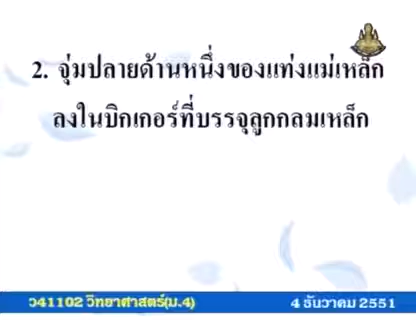 2. จุ่มปลายด้านหนึ่งของแท่งแม่เหล็ก
ลงในบิกเกอร์ที่บรรจุลูกกลมเหล็ก
ว41102 วิทยาศาสตร์(ม.4)
4 ธันวาคม 2551